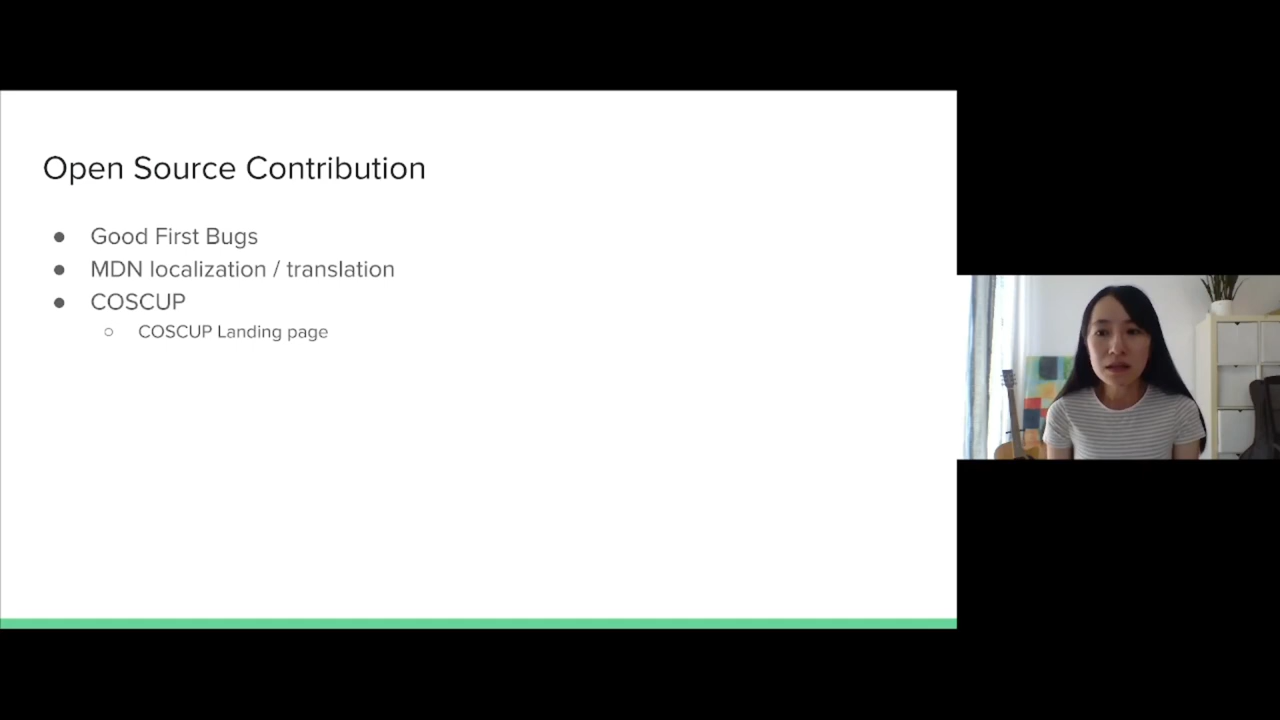 Open Source Contribution
● Good First Bugs
● MDN localization / translation
● COSCUP
○ COSCUP Landing page